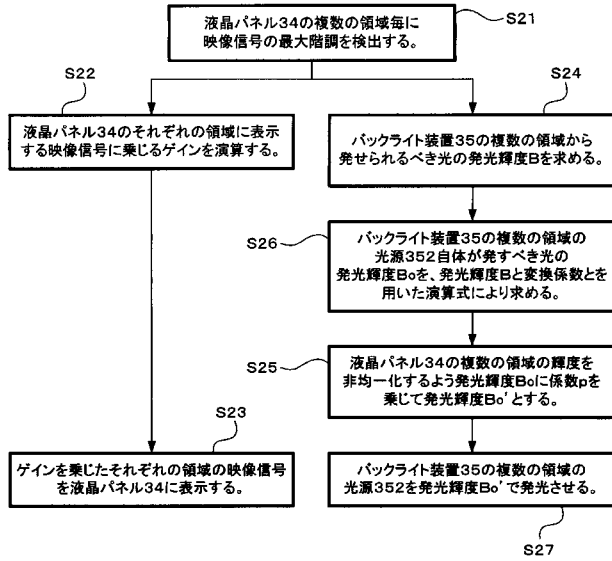 S21
液晶パネル34の複数の領域毎に
映像信号の最大階調を検出する。
S22
液晶パネル34のそれぞれの領域に表示
する映像信号に乗じるゲインを演算する。
S24
バックライト装置35の複数の領域から
発せられるべき光の発光輝度Bを求める。
S26
バックライト装置35の複数の領域の
光源352自体が発すべき光の
発光輝度Boを、発光輝度Bと変換係数とを
用いた演算式により求める。
S25
液晶パネル34の複数の領域の輝度を
非均一化するよう発光輝度Boに係数pを
乗じて発光輝度Bo'とする。
S23
ゲインを乗じたそれぞれの領域の映像信号
を液晶パネル34に表示する。
バックライト装置35の複数の領域の
光源352を発光輝度Bo'で発光させる。
S27